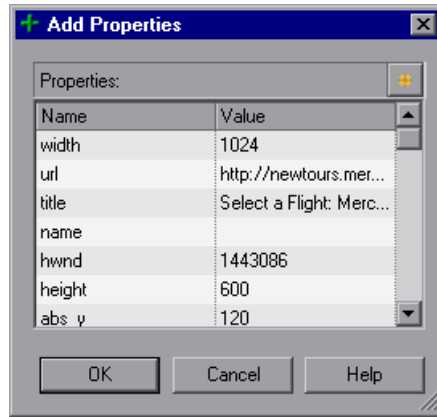 Add Properties
Properties:
Name Value
width 1024
url http://newtours.mer...
title Select a Flight: Merc...
name
hwnd 1443086
height 600
abs_y 120
OK Cancel Help